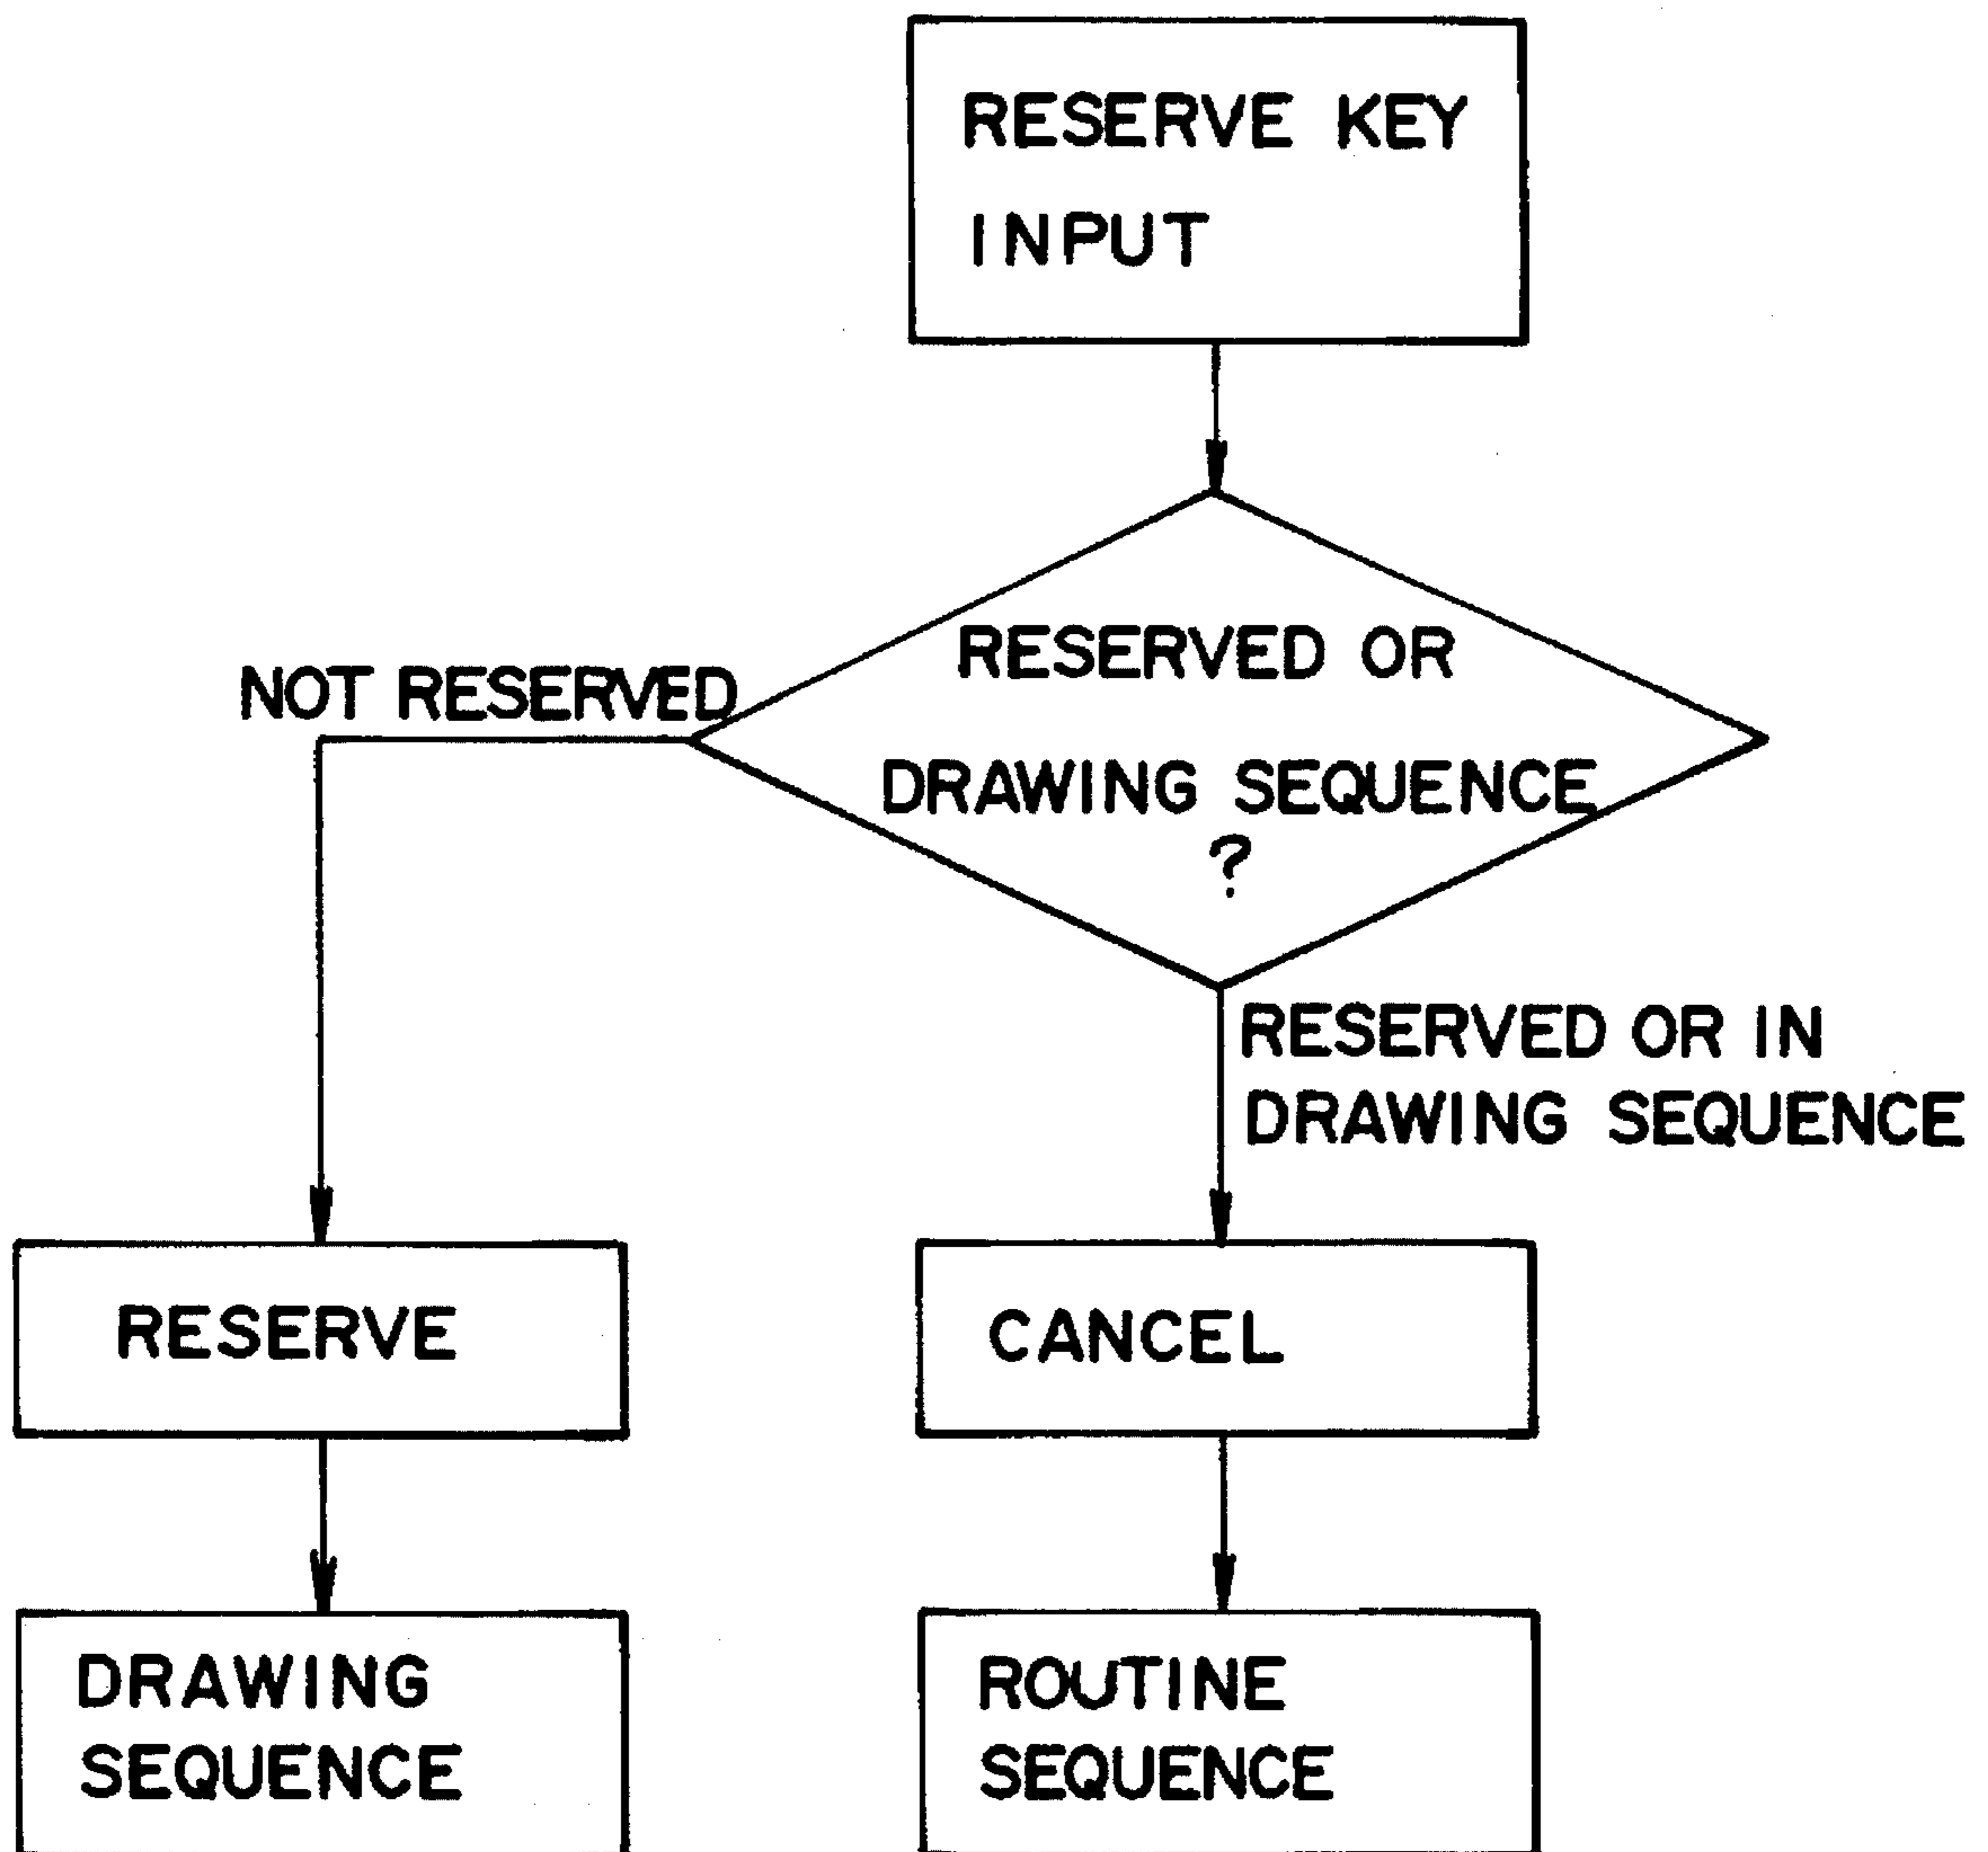 RESERVE KEY
INPUT
RESERVED OR
DRAWING SEQUENCE
?
NOT RESERVED
RESERVED OR IN
DRAWING SEQUENCE
RESERVE
CANCEL
DRAWING
SEQUENCE
ROUTINE
SEQUENCE